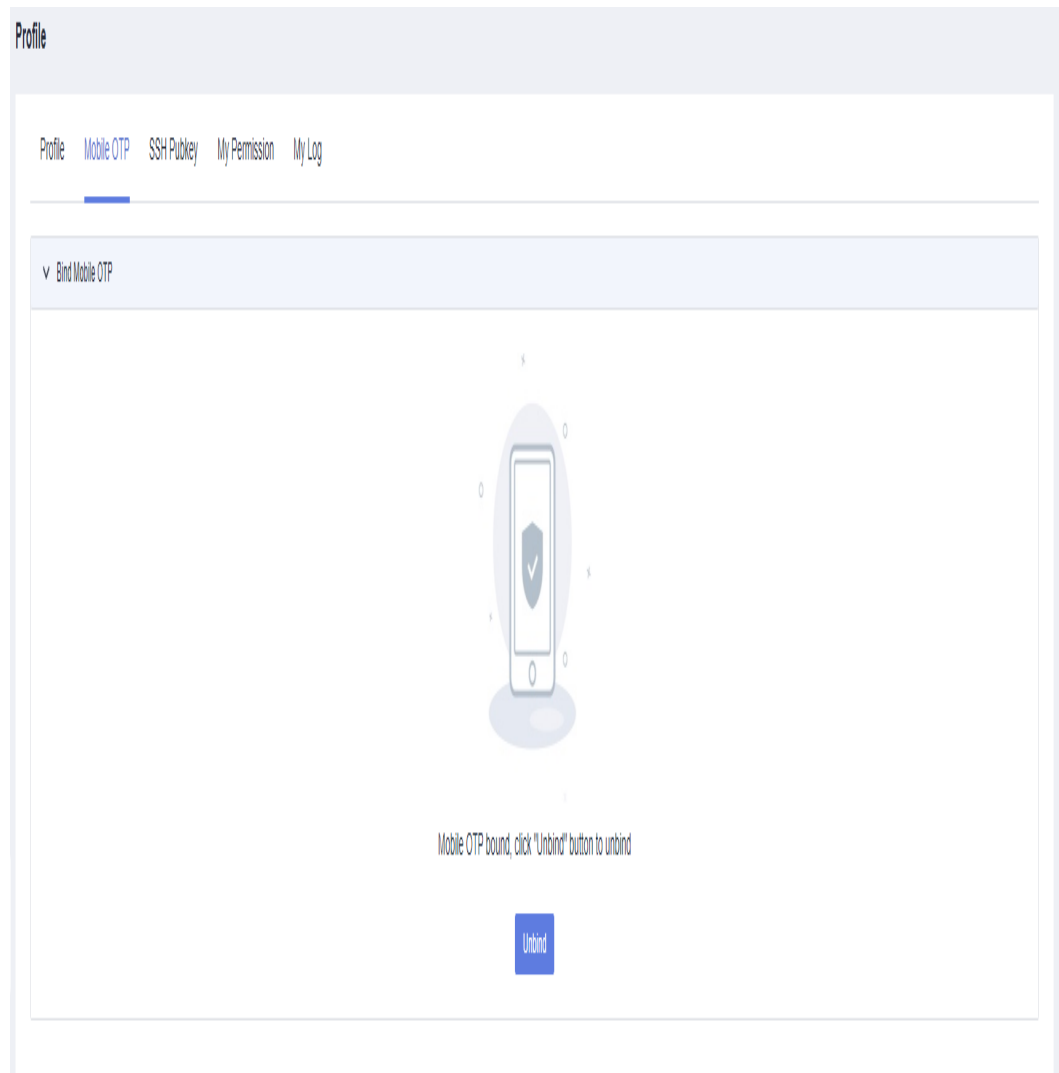 Profile
Profile Mobile OTP SSH Pubkey My Permission My Log
Bind Mobile OTP
Mobile OTP bound, click "Unbind" button to unbind
Unbind